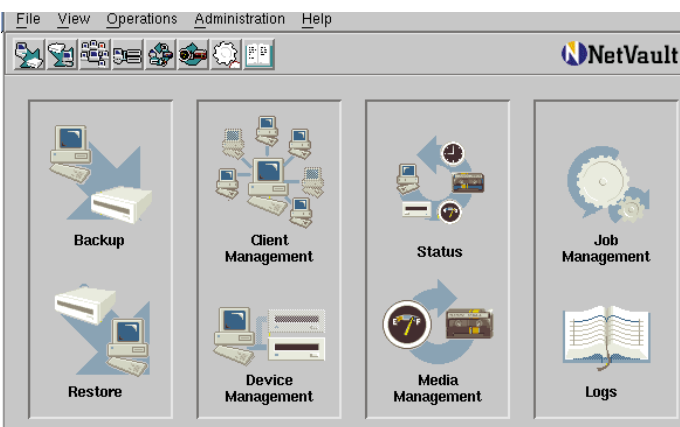 File View Operations Administration Help
NetVault
Backup
Client
Management
Status
Job
Management
Restore
Device
Management
Media
Management
Logs